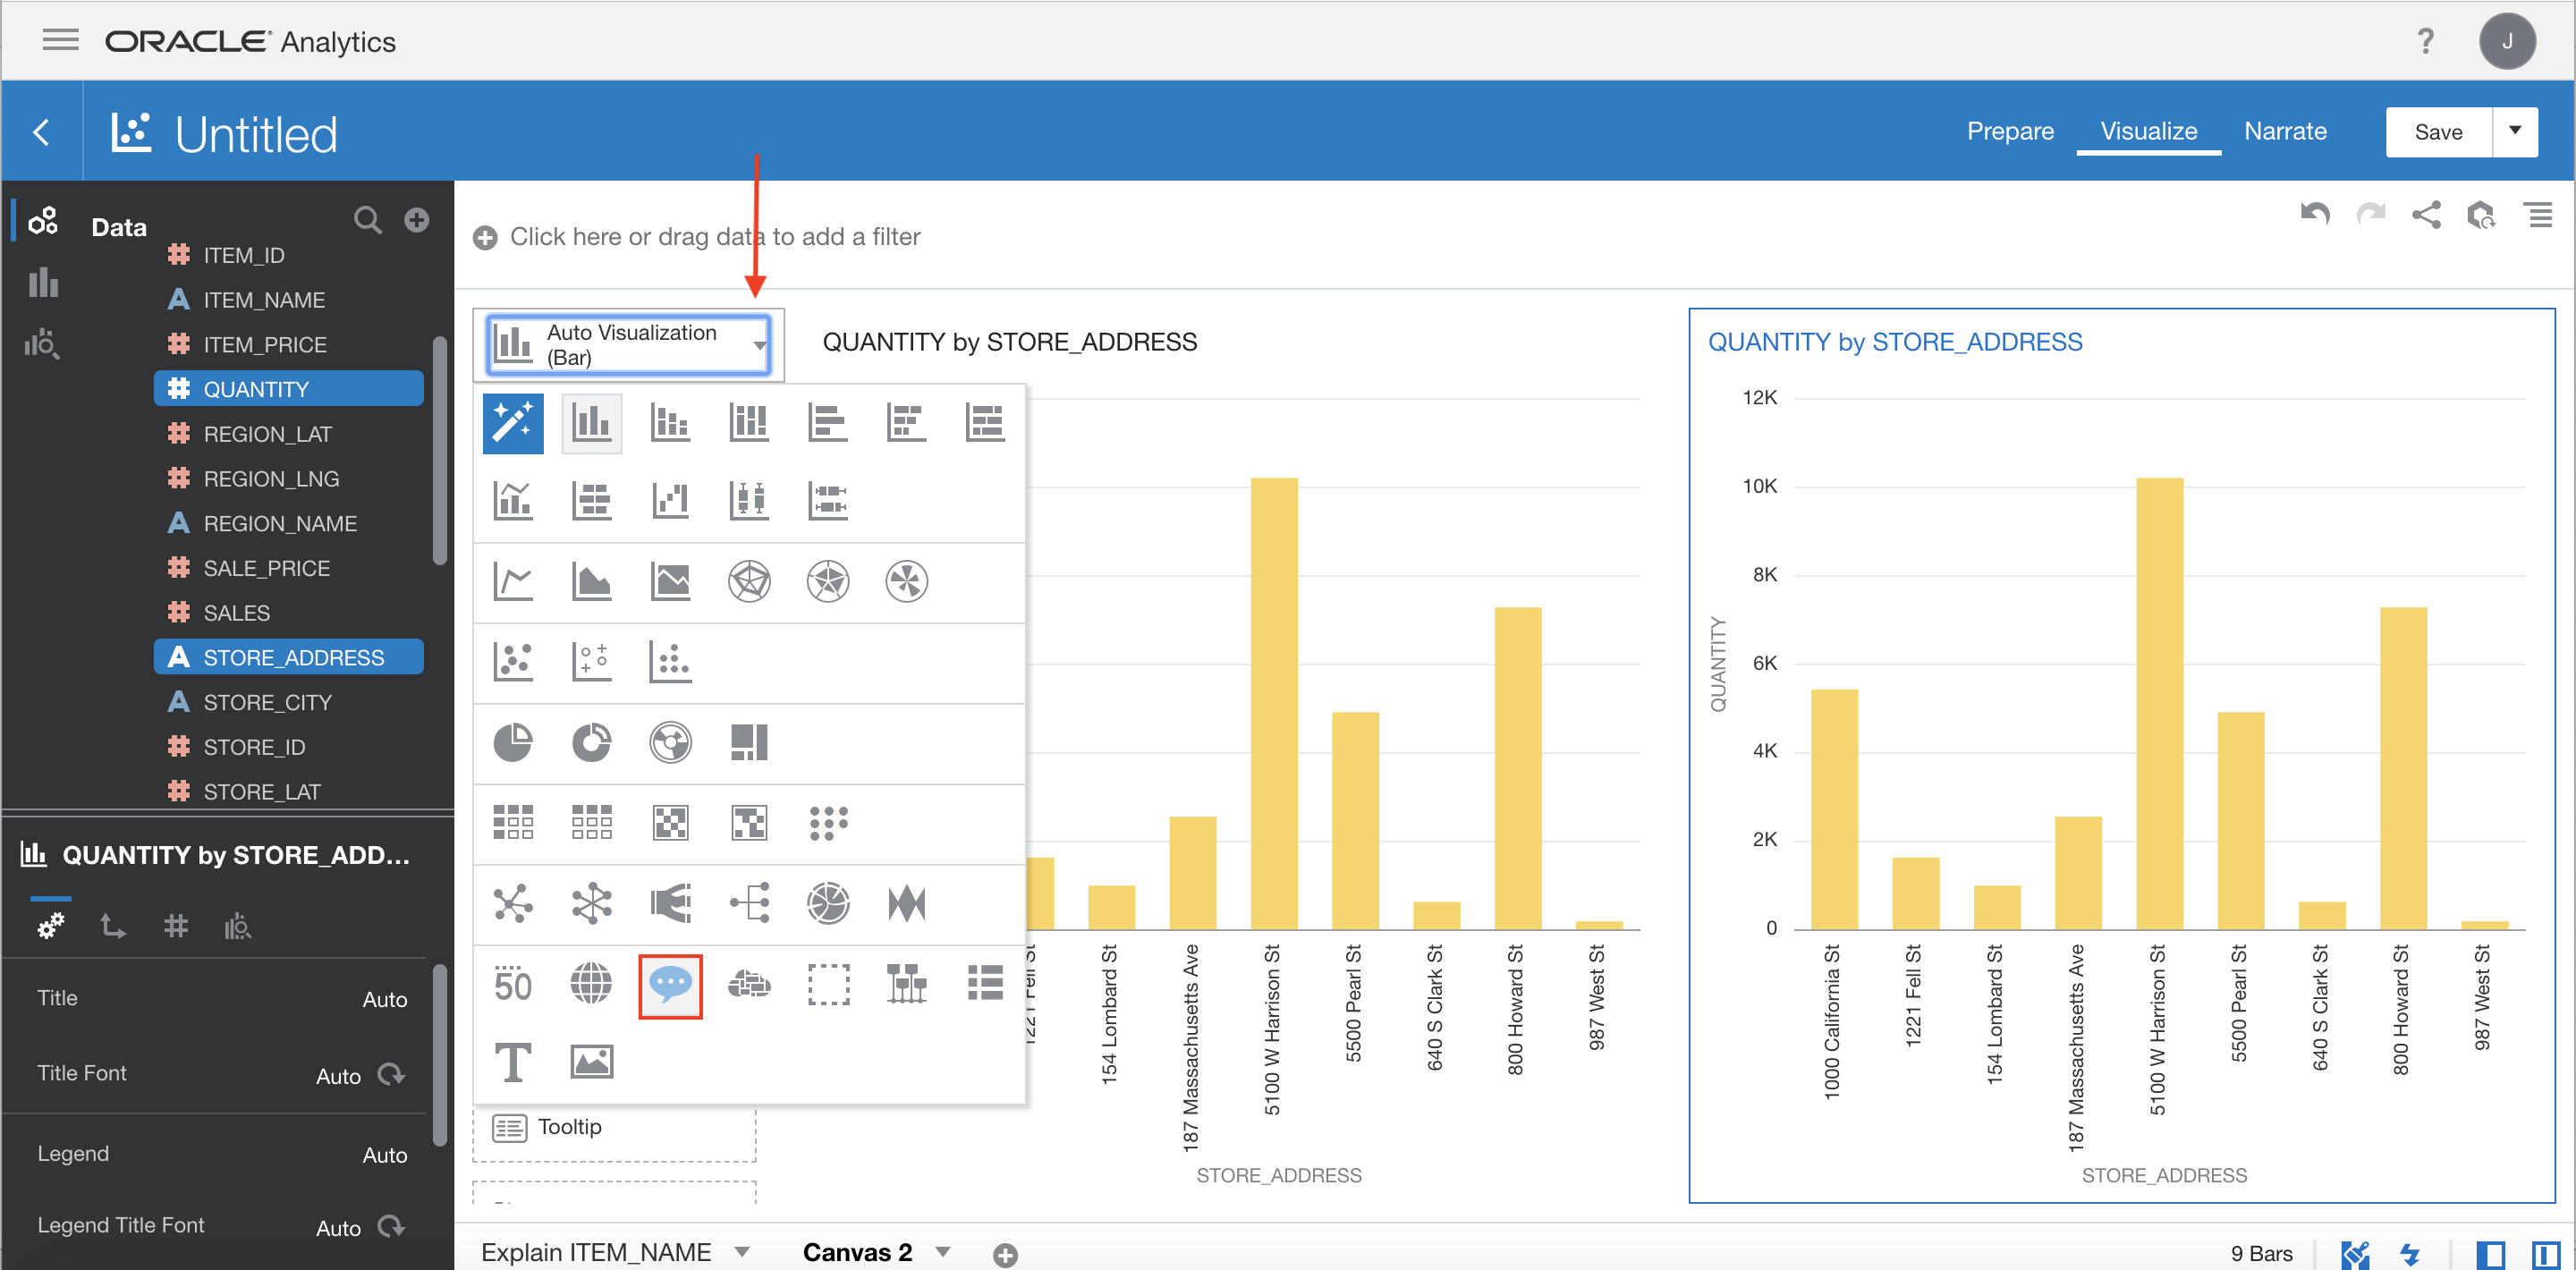 ORACLE Analytics
?
J
Untitled
Prepare
Visualize
Narrate
Save
Data
ITEM_ID
A ITEM_NAME
ITEM_PRICE
QUANTITY
REGION_LAT
REGION_LNG
A REGION_NAME
SALE_PRICE
SALES
A STORE_ADDRESS
A STORE_CITY
STORE_ID
STORE_LAT
QUANTITY by STORE_ADD...
Title
Auto
Title Font
Auto
Legend
Auto
Legend Title Font
Auto
Click here or drag data to add a filter
Auto Visualization
(Bar)
50
T
Tooltip
QUANTITY by STORE_ADDRESS
1221 Fell St
154 Lombard St
187 Massachusetts Ave
5100 W Harrison St
5500 Pearl St
640 S Clark St
800 Howard St
987 West St
STORE_ADDRESS
QUANTITY by STORE_ADDRESS
12K
10K
8K
6K
4K
2K
0
QUANTITY
1000 California St
1221 Fell St
154 Lombard St
187 Massachusetts Ave
5100 W Harrison St
5500 Pearl St
640 S Clark St
800 Howard St
987 West St
STORE_ADDRESS
Explain ITEM_NAME
Canvas 2
9 Bars